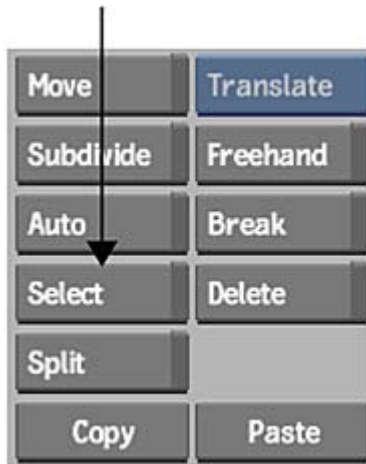 Move Translate
Subdivide Freehand
Auto Break
Select Delete
Split
Copy Paste